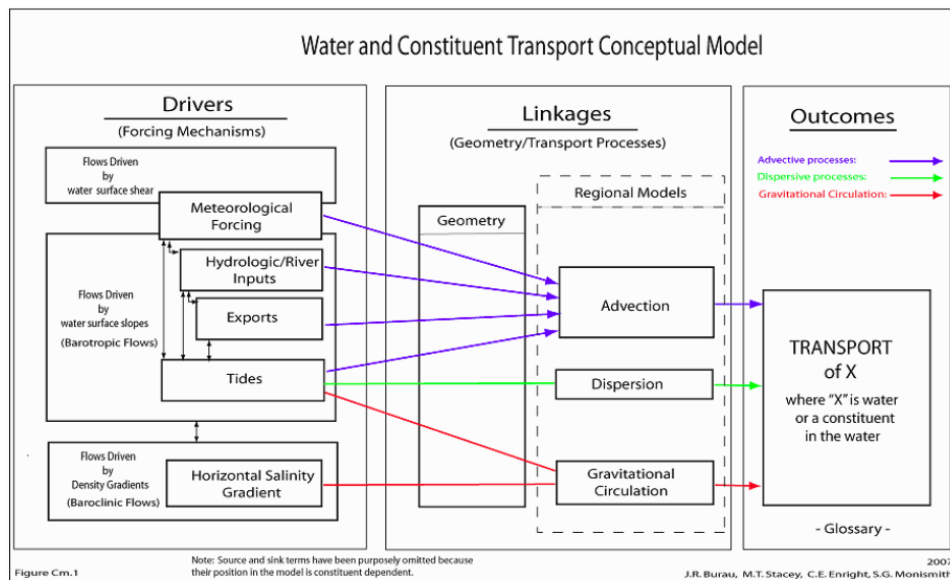 Water and Constituent Transport Conceptual Model
Drivers
(Forcing Mechanisms)
Flows Driven
by
water surface shear
Meteorological
Forcing
Hydrologic/River
Inputs
Flows Driven
by
water surface slopes
(Barotropic Flows)
Exports
Tides
Flows Driven
by
Density Gradients
(Baroclinic Flows)
Horizontal Salinity
Gradient
Linkages
(Geometry/Transport Processes)
Regional Models
Geometry
Advection
Dispersion
Gravitational
Circulation
Outcomes
Advective processes:
Dispersive processes:
Gravitational Circulation:
TRANSPORT
of X
where "X" is water
or a constituent
in the water
- Glossary -
Figure Cm.1
Note: Source and sink terms have been purposely omitted because
their position in the model is constituent dependent.
2007
J.R. Burau, M.T. Stacey, C.E. Enright, S.G. Monismith